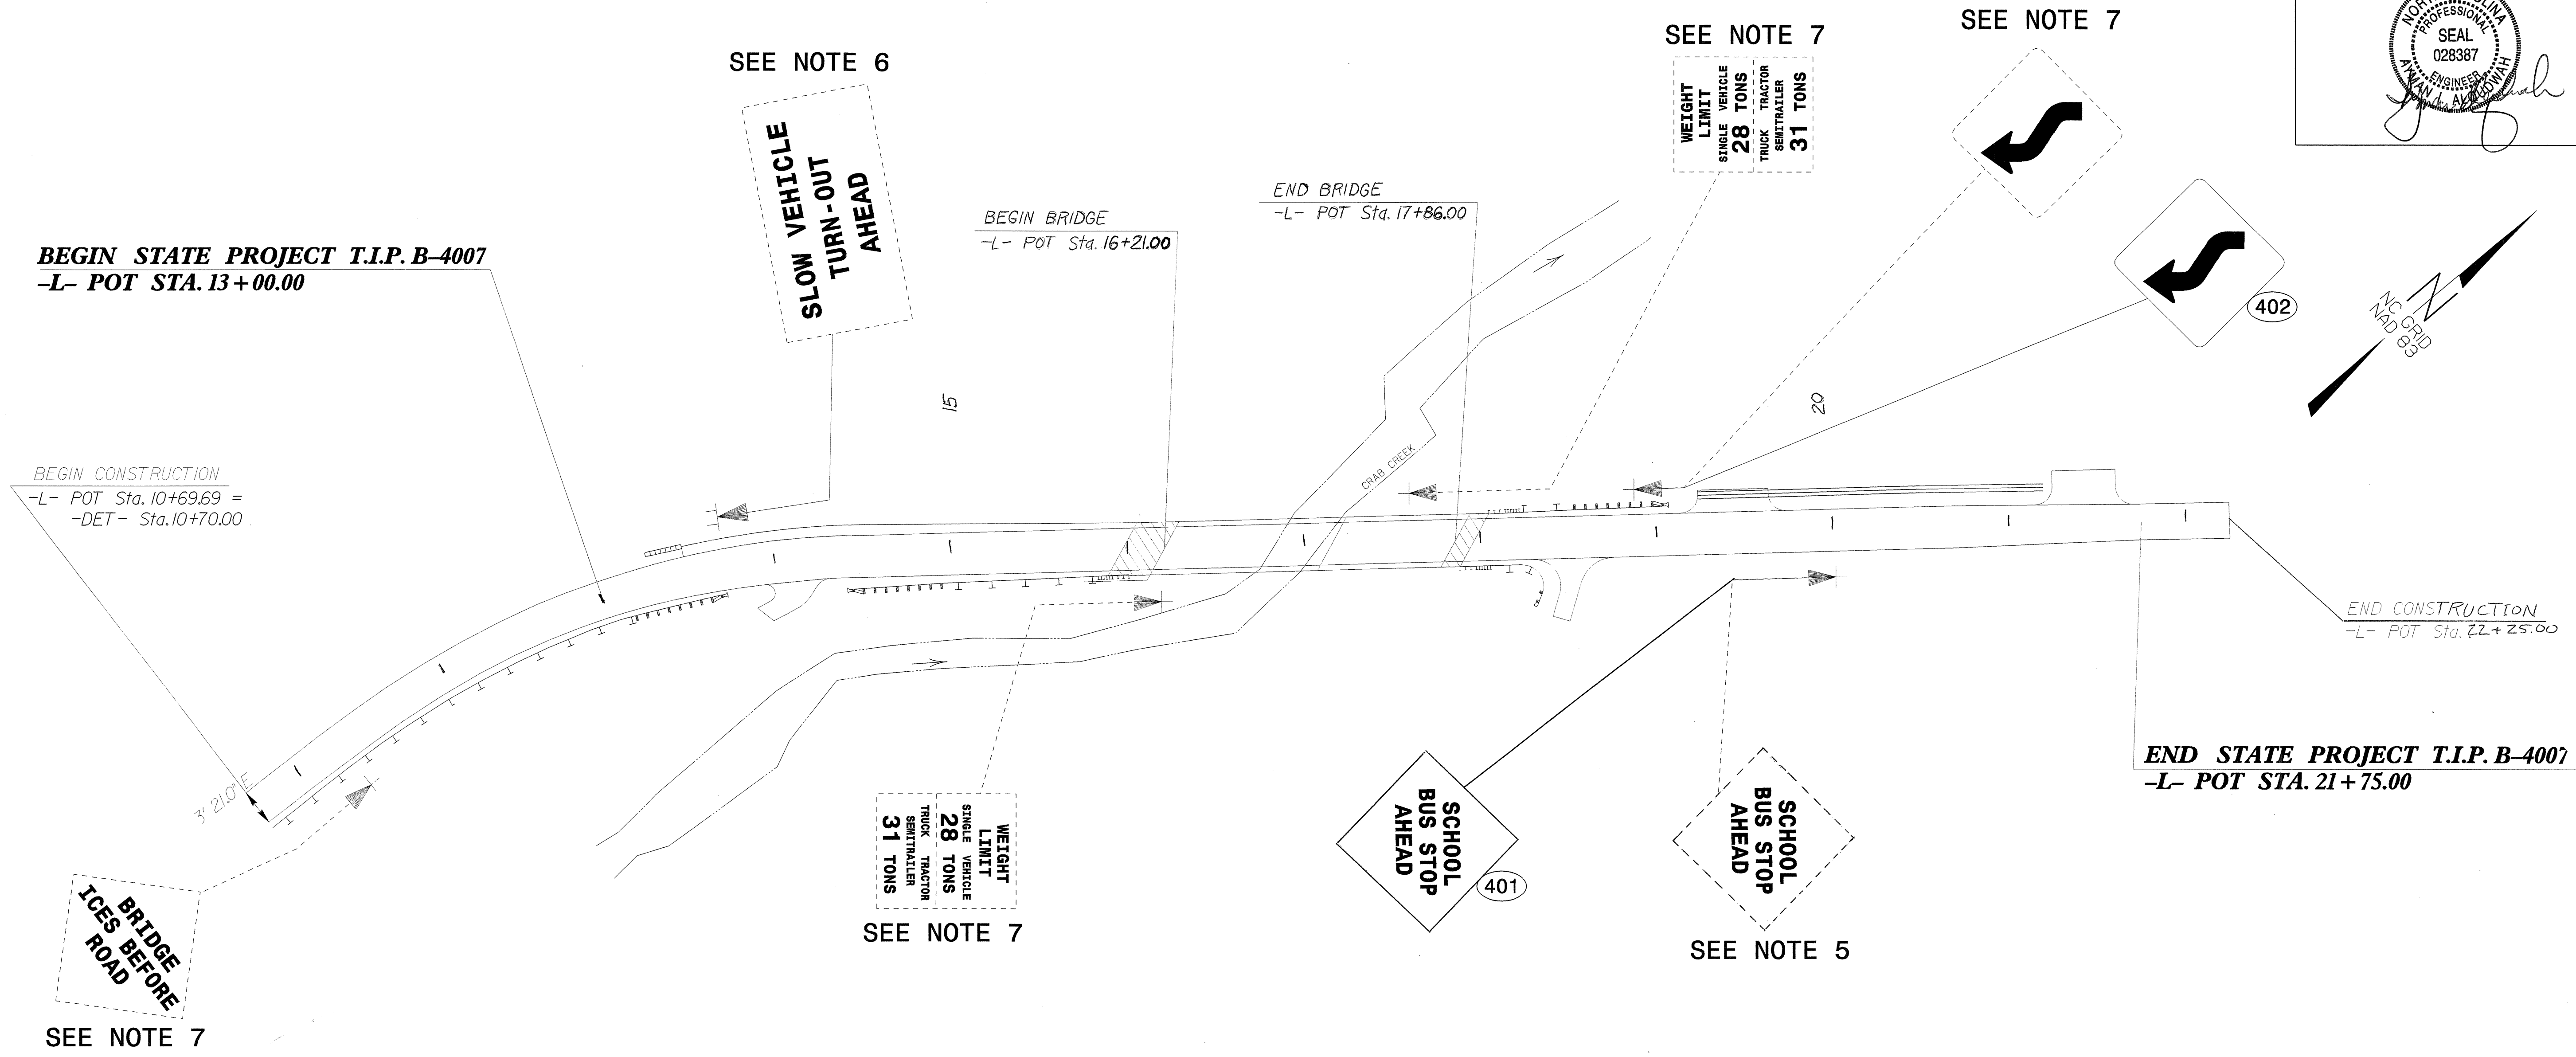 SEE NOTE 6
SLOW VEHICLE
TURN-OUT
AHEAD
SEE NOTE 7
WEIGHT
LIMIT
SINGLE VEHICLE
28 TONS
TRUCK TRACTOR
SEMITRAILER
31 TONS
SEE NOTE 7
PROFESSIONAL
SEAL
028387
ENGINEER
402
NC GRID
NAD 83
BEGIN STATE PROJECT T.I.P. B-4007
-L- POT STA. 13+00.00
BEGIN BRIDGE
-L- POT Sta. 16+21.00
END BRIDGE
-L- POT Sta. 17+86.00
15
20
CRAB CREEK
BEGIN CONSTRUCTION
-L- POT Sta. 10+69.69 =
-DET- Sta. 10+70.00
3' 21.0" E
END CONSTRUCTION
-L- POT Sta. 22+25.00
END STATE PROJECT T.I.P. B-4007
-L- POT STA. 21+75.00
BRIDGE
ICES BEFORE
ROAD
SEE NOTE 7
WEIGHT
LIMIT
SINGLE VEHICLE
28 TONS
TRUCK TRACTOR
SEMITRAILER
31 TONS
SEE NOTE 7
SCHOOL
BUS STOP
AHEAD
401
SCHOOL
BUS STOP
AHEAD
SEE NOTE 5